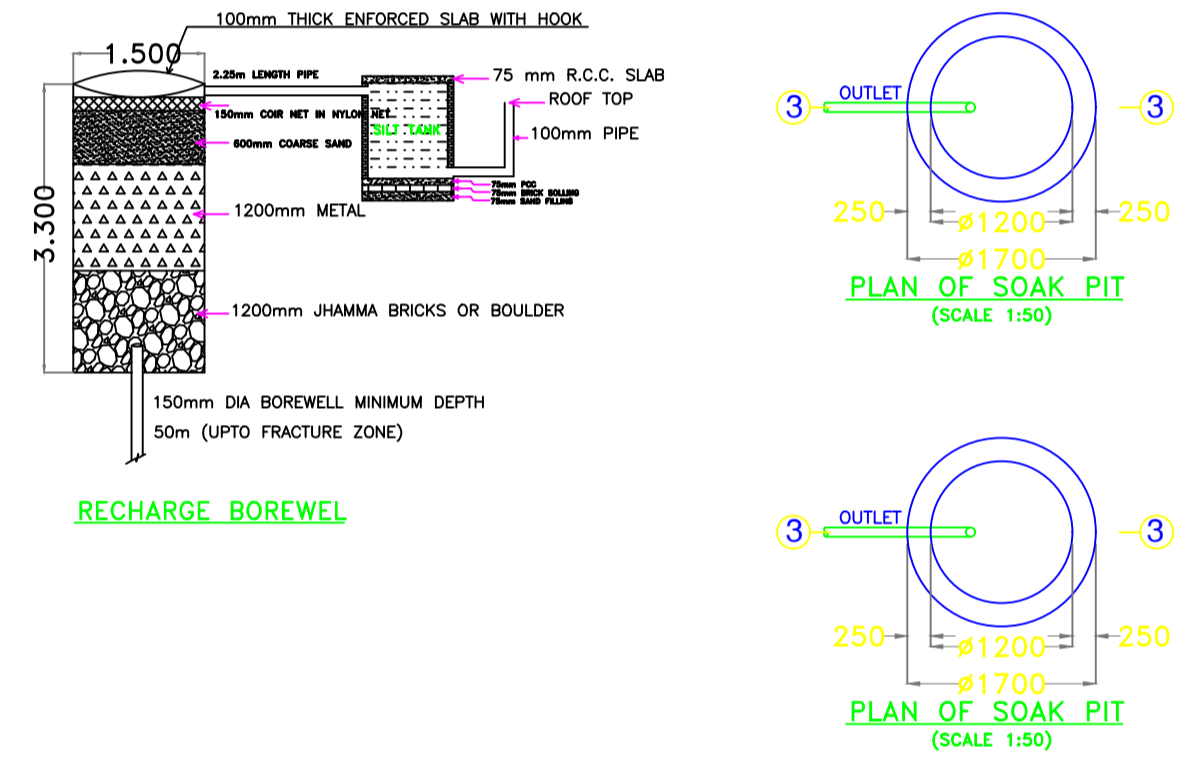 100mm THICK ENFORCED SLAB WITH HOOK
1.500
2.25m LENGTH PIPE
75 mm R.C.C. SLAB
ROOF TOP
150mm COIR NET IN NYLON NET
SILT TANK
100mm PIPE
600mm COARSE SAND
75mm PCC
75mm BRICK SOLLING
75mm SAND FILLING
1200mm METAL
3.300
1200mm JHAMMA BRICKS OR BOULDER
150mm DIA BOREWELL MINIMUM DEPTH
50m (UPTO FRACTURE ZONE)
RECHARGE BOREWEL
OUTLET
3
3
250
ø1200
250
ø1700
PLAN OF SOAK PIT
(SCALE 1:50)
OUTLET
3
3
250
ø1200
250
ø1700
PLAN OF SOAK PIT
(SCALE 1:50)